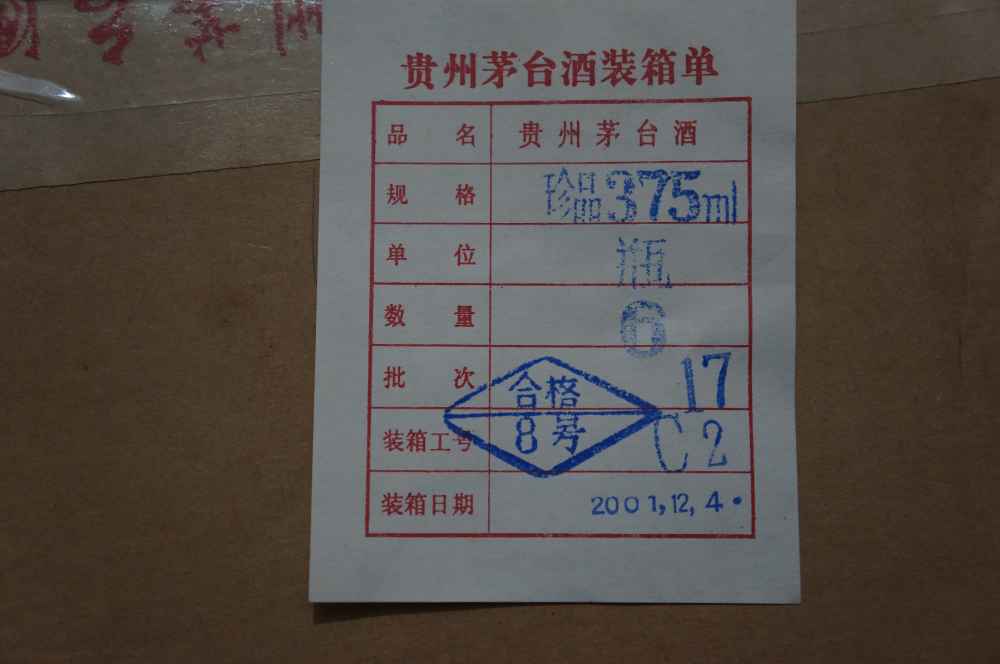 贵州茅台酒装箱单
品名 贵州茅台酒
规格 珍品375ml
单位 瓶
数量 6
批次 17
合格
8号
装箱工号 C2
装箱日期 2001,12,4.